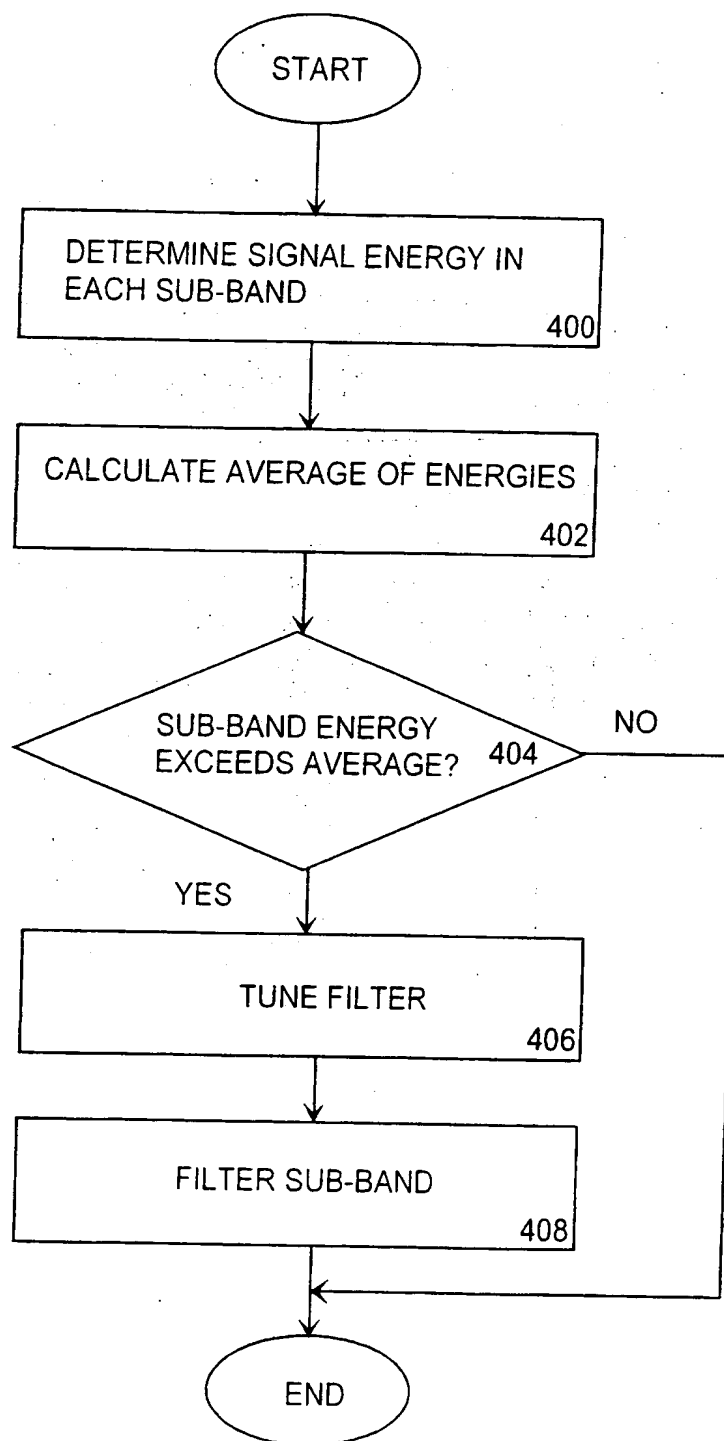 START
DETERMINE SIGNAL ENERGY IN
EACH SUB-BAND
400
CALCULATE AVERAGE OF ENERGIES
402
SUB-BAND ENERGY
EXCEEDS AVERAGE?
404
NO
YES
TUNE FILTER
406
FILTER SUB-BAND
408
END